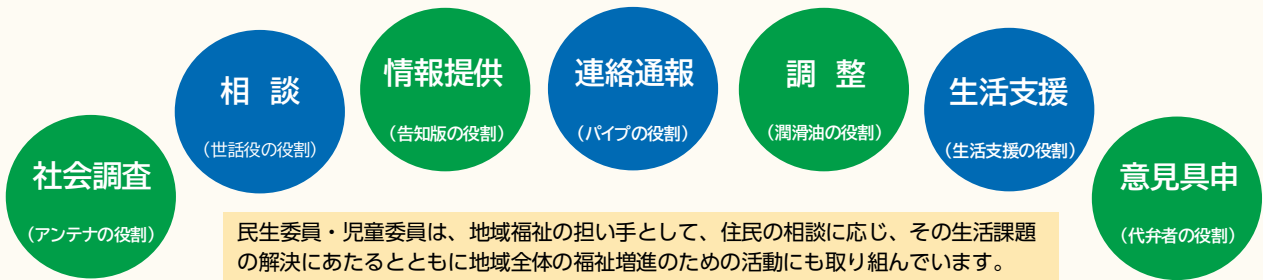 社会調査
(アンテナの役割)
相 談
(世話役の役割)
情報提供
(告知版の役割)
連絡通報
(パイプの役割)
調 整
(潤滑油の役割)
生活支援
(生活支援の役割)
意見具申
(代弁者の役割)
民生委員・児童委員は、地域福祉の担い手として、住民の相談に応じ、その生活課題
の解決にあたるとともに地域全体の福祉増進のための活動にも取り組んでいます。